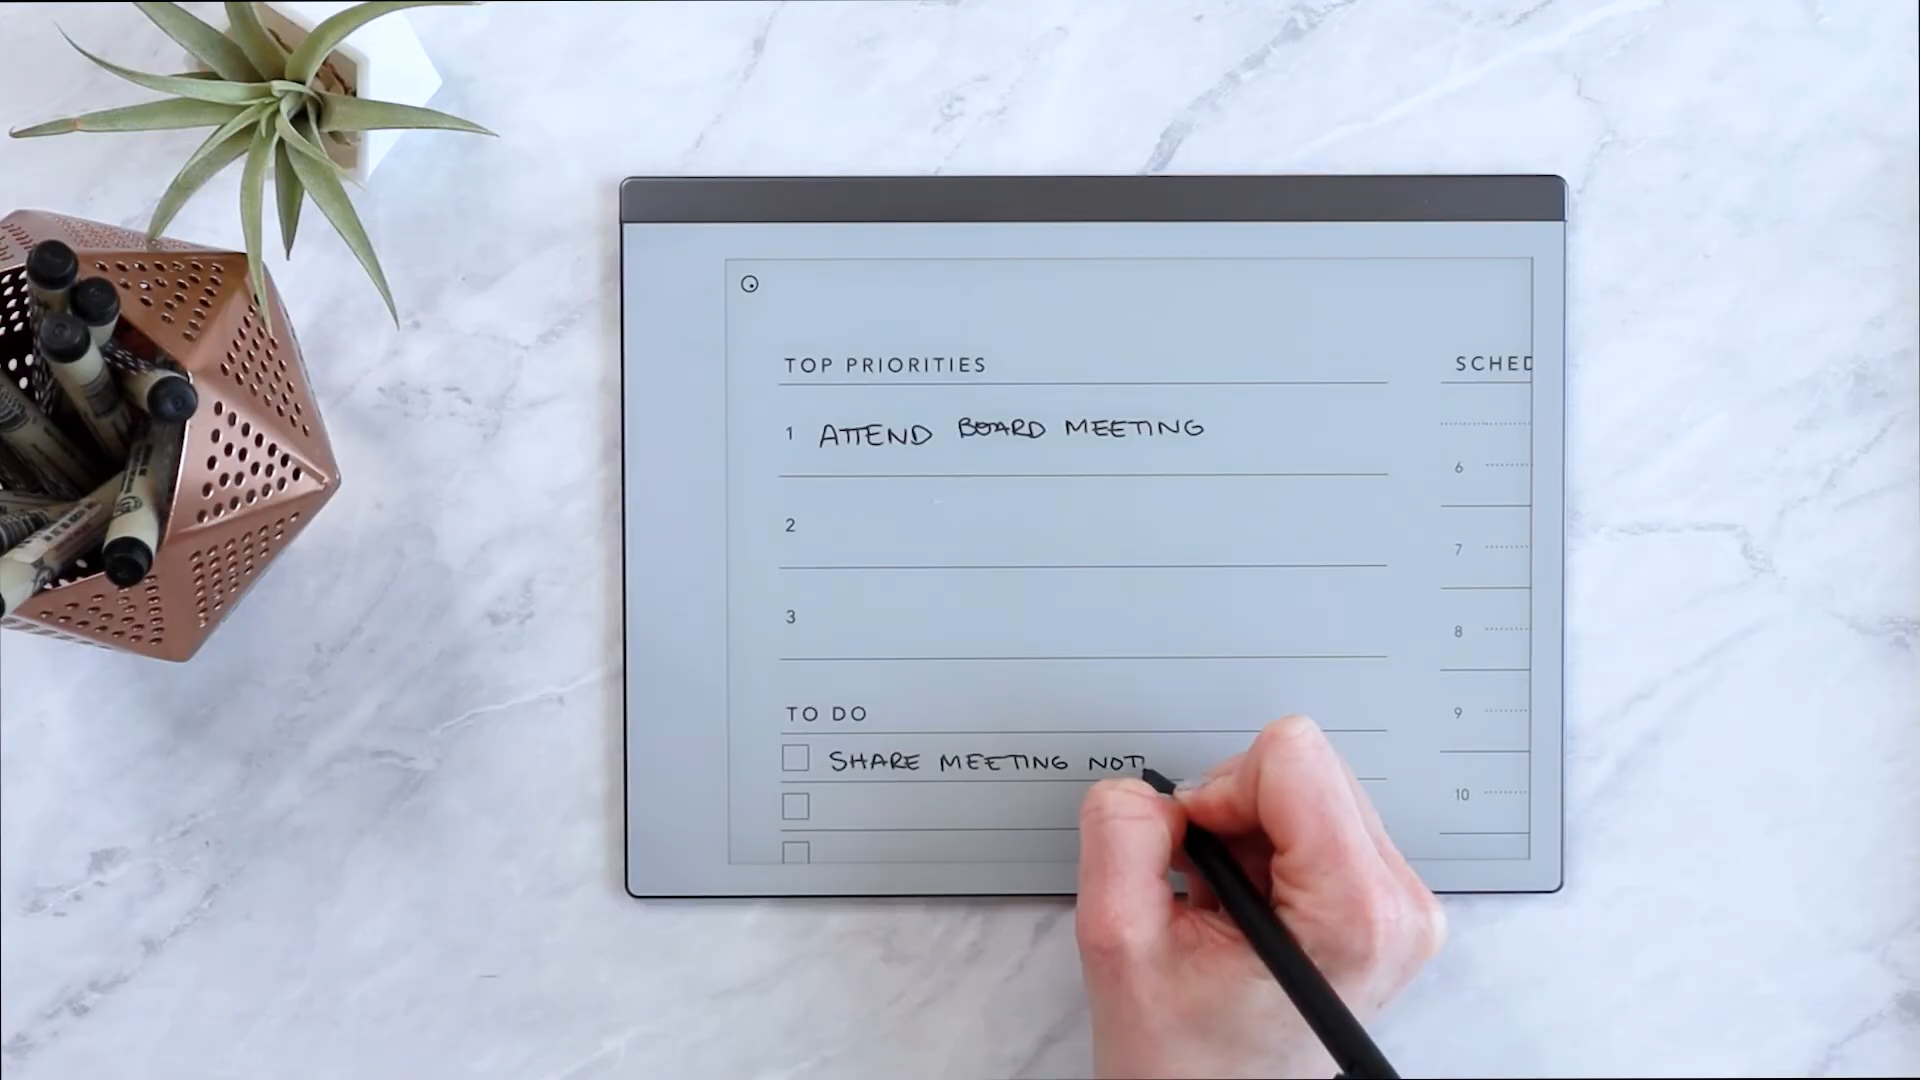 TOP PRIORITIES
1 ATTEND BOARD MEETING
2
3
TO DO
SHARE MEETING NOT
SCHED
6
7
8
9
10